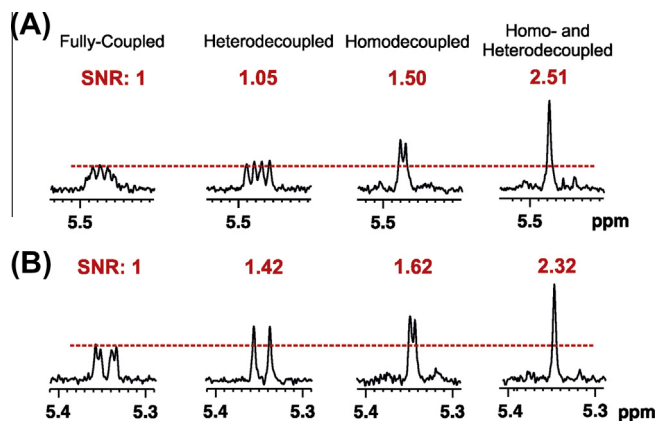 (A)
Fully-Coupled Heterodecoupled Homodecoupled Homo- and Heterodecoupled
SNR: 1 1.05 1.50 2.51
5.5 5.5 5.5 5.5 ppm
(B)
SNR: 1 1.42 1.62 2.32
5.4 5.3 5.4 5.3 5.4 5.3 5.4 5.3 ppm